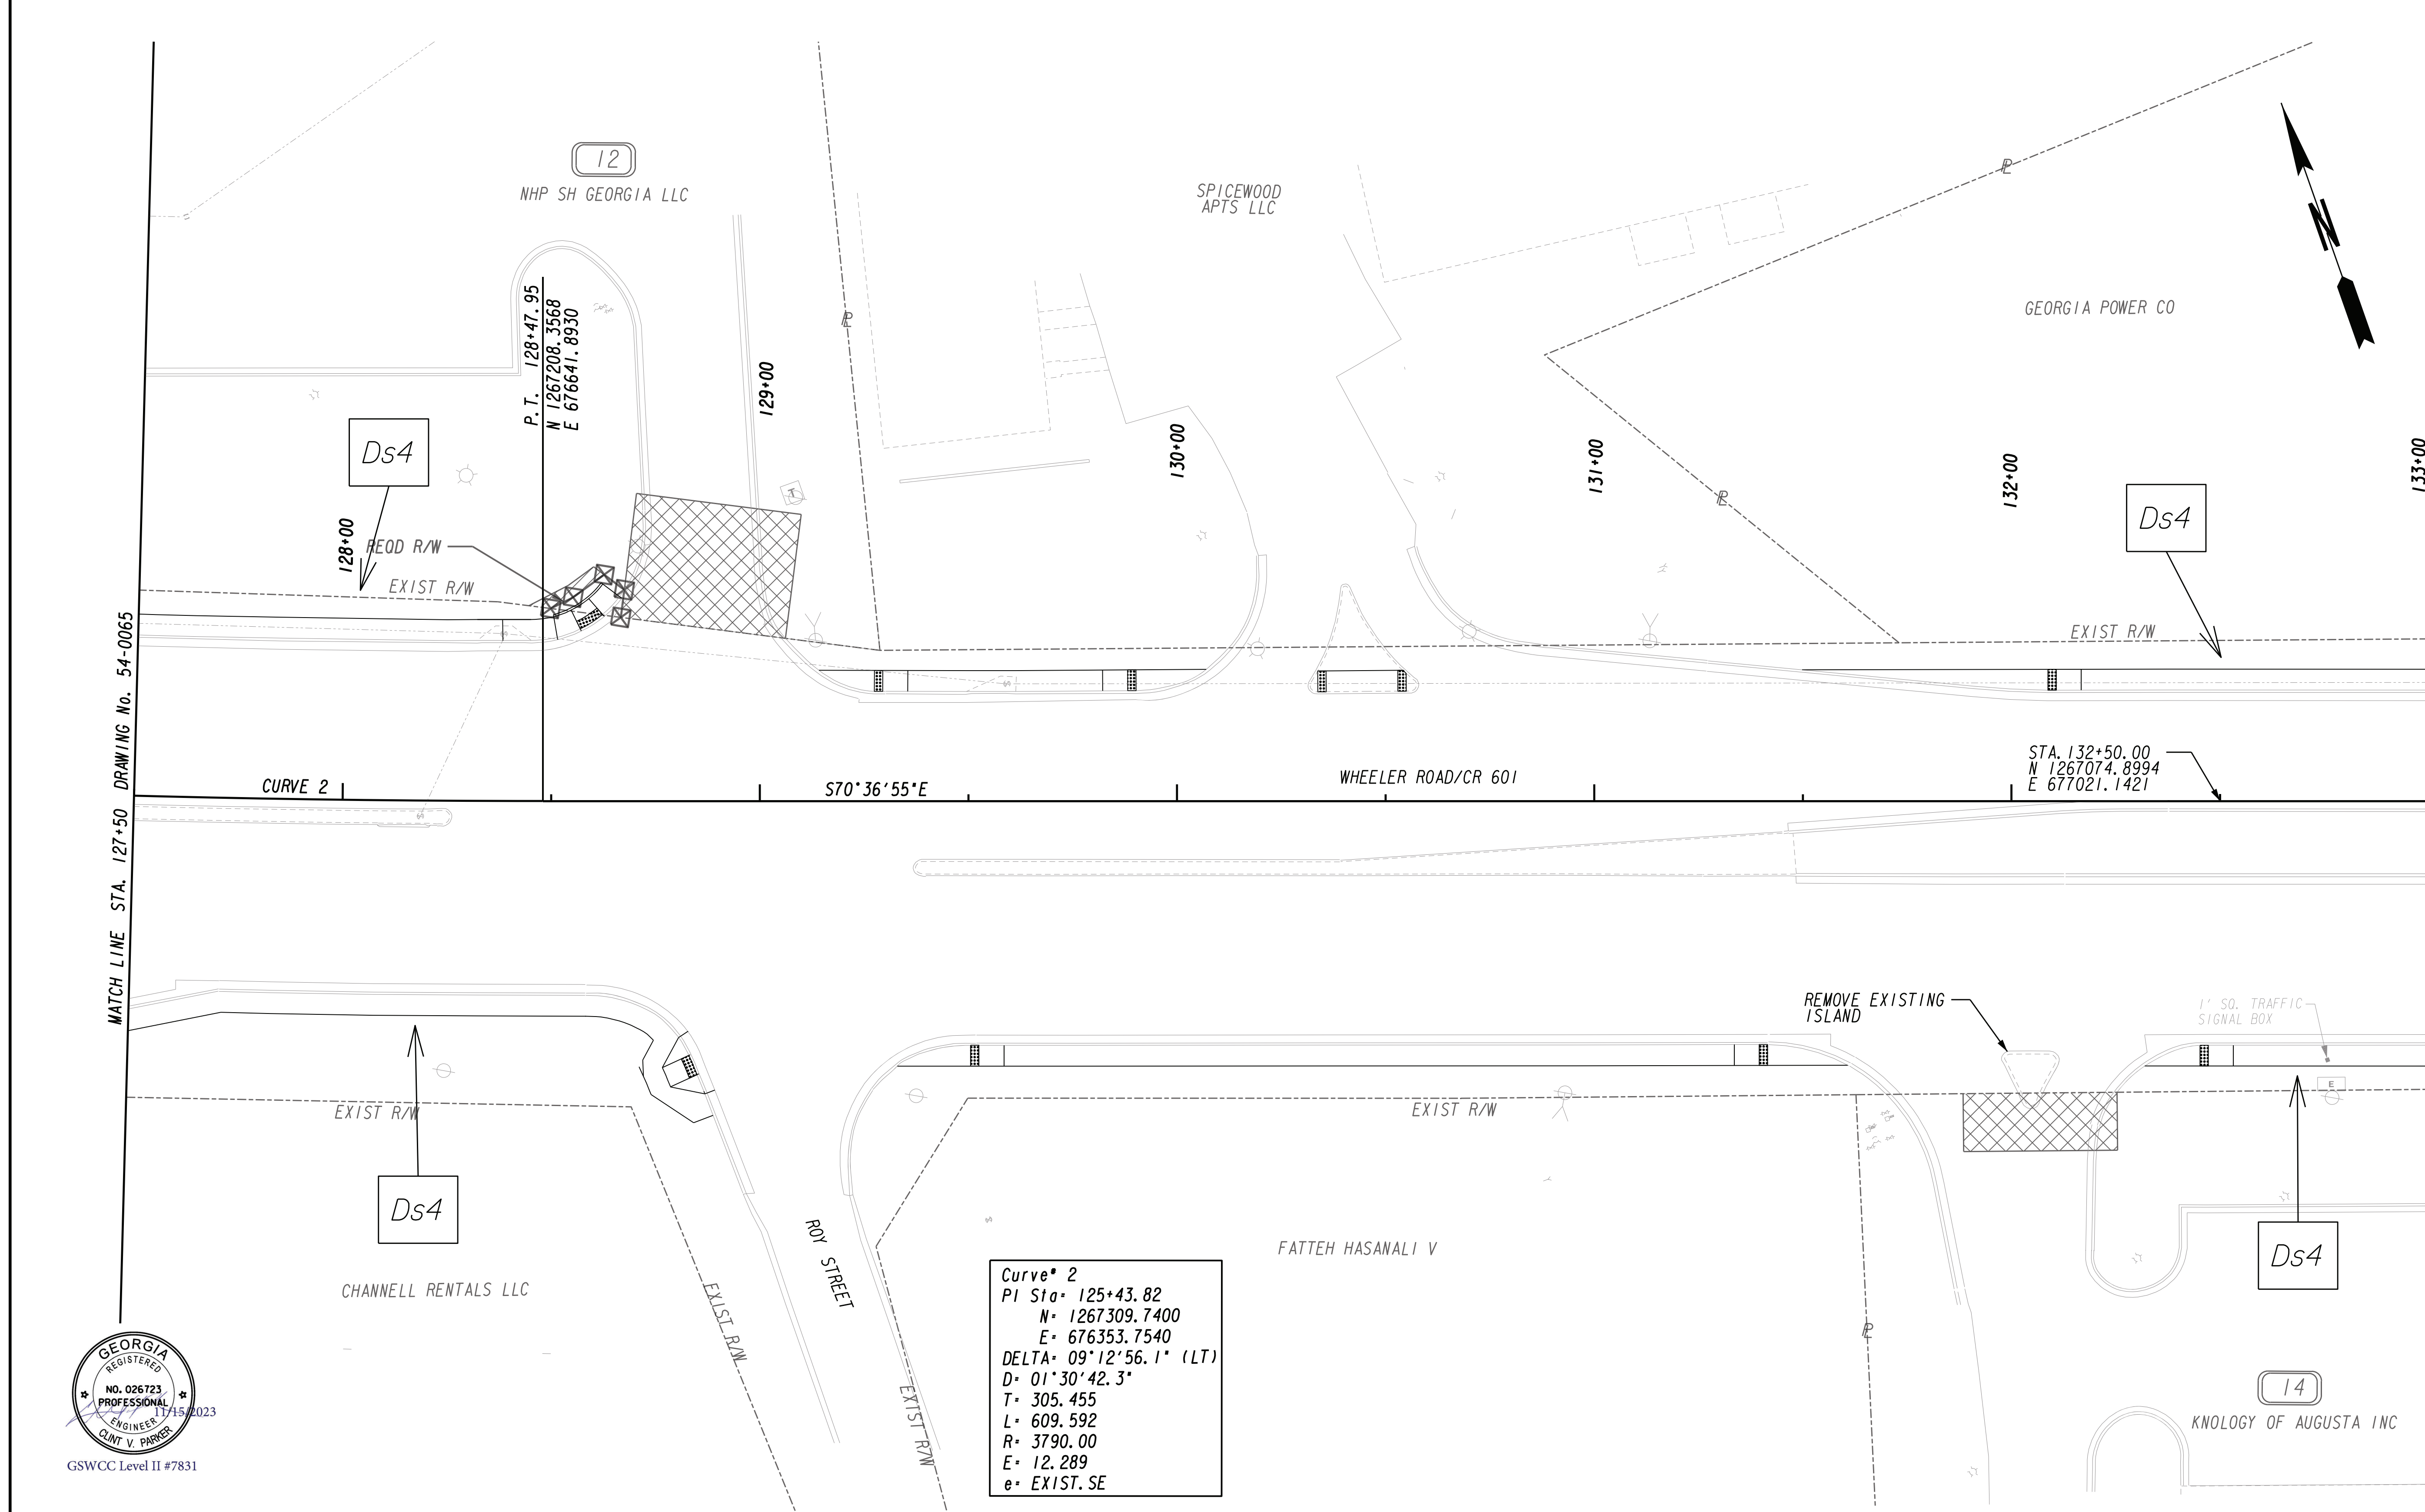 12
NHP SH GEORGIA LLC
SPICEWOOD
APTS LLC
GEORGIA POWER CO
N
P.T. 128+47.95
N 1267208.3568
E 676641.8930
128+00
129+00
130+00
131+00
132+00
133+00
Ds4
Ds4
REQD R/W
EXIST R/W
EXIST R/W
T
MATCH LINE STA. 127+50 DRAWING No. 54-0065
CURVE 2
S70°36'55"E
WHEELER ROAD/CR 601
STA. 132+50.00
N 1267074.8994
E 677021.1421
REMOVE EXISTING
ISLAND
1' SQ. TRAFFIC
SIGNAL BOX
E
EXIST R/W
EXIST R/W
Ds4
Ds4
ROY STREET
EXIST R/W
EXIST R/W
CHANNELL RENTALS LLC
FATTEH HASANALI V
Curve# 2
PI Sta= 125+43.82
N= 1267309.7400
E= 676353.7540
DELTA= 09°12'56.1" (LT)
D= 01°30'42.3"
T= 305.455
L= 609.592
R= 3790.00
E= 12.289
e= EXIST.SE
14
KNOLOGY OF AUGUSTA INC
GEORGIA
REGISTERED
NO. 026723
PROFESSIONAL
ENGINEER
CLINT V. PARKER
11/15/2023
GSWCC Level II #7831